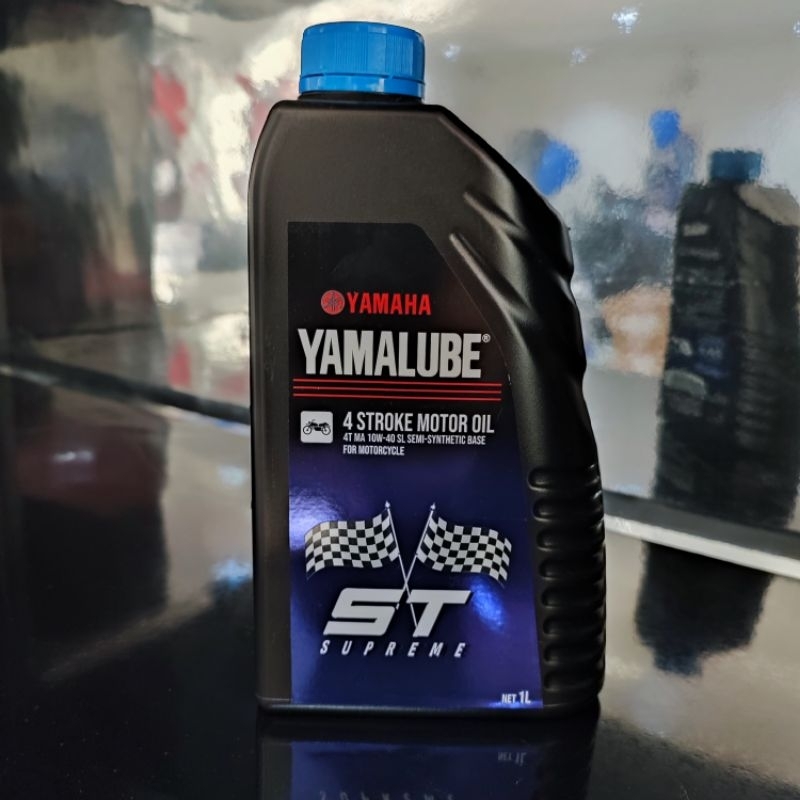 YAMAHA
YAMALUBE®
4 STROKE MOTOR OIL
4T MA 10W-40 SL SEMI-SYNTHETIC BASE
FOR MOTORCYCLE
ST
SUPREME
NET 1L